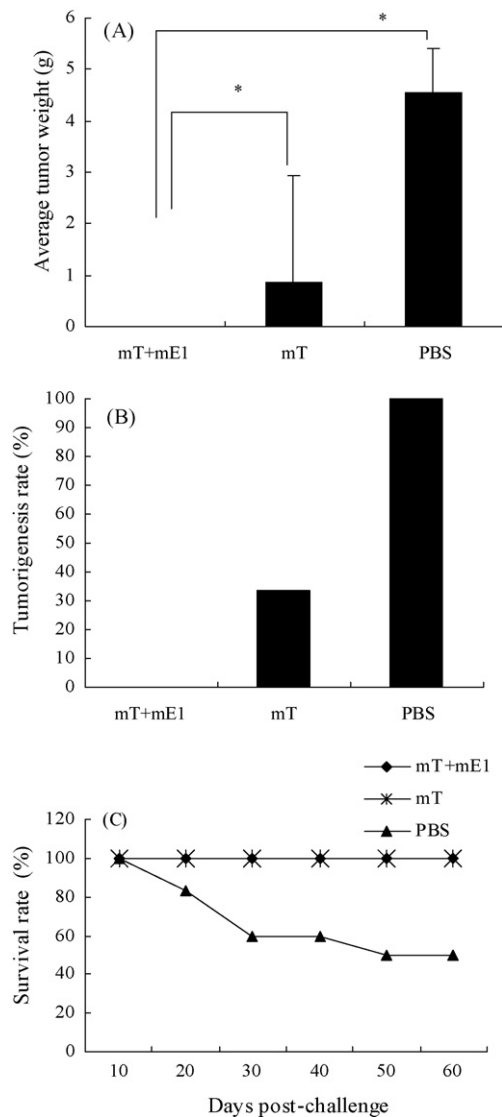 (A)
Average tumor weight (g)
6
5
4
3
2
1
0
*
*
mT+mE1 mT PBS
(B)
Tumorigenesis rate (%)
100
90
80
70
60
50
40
30
20
10
0
mT+mE1 mT PBS
mT+mE1
mT
PBS
(C)
Survival rate (%)
120
100
80
60
40
20
0
10 20 30 40 50 60
Days post-challenge